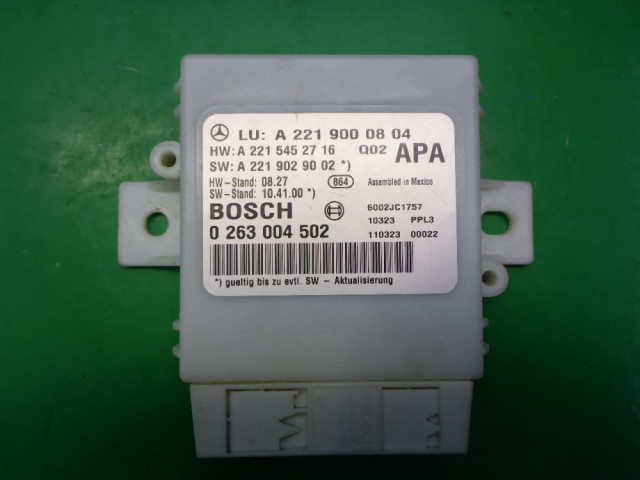 LU: A 221 900 08 04
HW: A 221 545 27 16 Q02 APA
SW: A 221 902 90 02 *)
HW-Stand: 08.27 864 Assembled in Mexico
SW-Stand: 10.41.00 *)
BOSCH 6002JC1757
10323 PPL3
0 263 004 502 110323 00022
*) gueltig bis zu evtl. SW - Aktualisierung